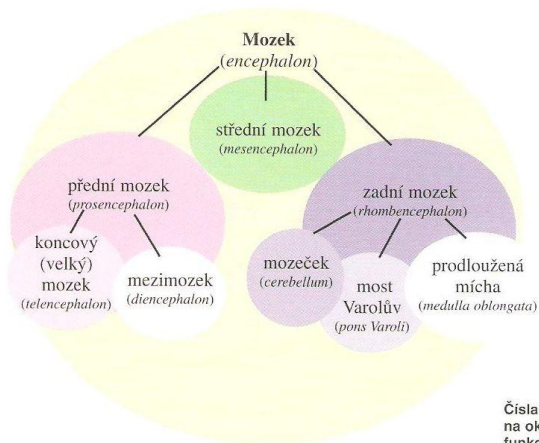 Mozek
(encephalon)
střední mozek
(mesencephalon)
přední mozek
(prosencephalon)
zadní mozek
(rhombencephalon)
koncový
(velký)
mozek
(telencephalon)
mezimozek
(diencephalon)
mozeček
(cerebellum)
most
Varolův
(pons Varoli)
prodloužená
mícha
(medulla oblongata)
Čísla
na ok